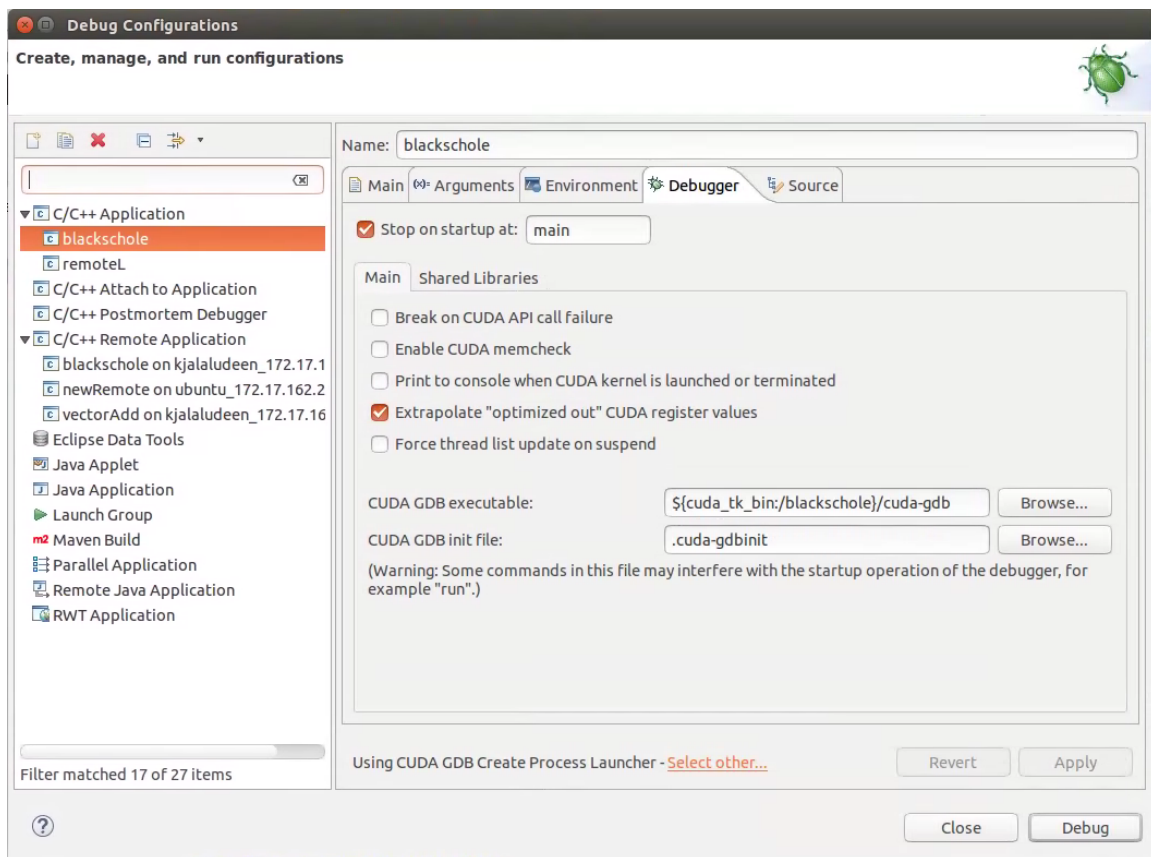 Debug Configurations
Create, manage, and run configurations
Name: blackschole
Main (x)= Arguments Environment Debugger Source
C/C++ Application
blackschole
remoteL
C/C++ Attach to Application
C/C++ Postmortem Debugger
C/C++ Remote Application
blackschole on kjalaludeen_172.17.1
newRemote on ubuntu_172.17.162.2
vectorAdd on kjalaludeen_172.17.16
Eclipse Data Tools
Java Applet
Java Application
Launch Group
m2 Maven Build
Parallel Application
Remote Java Application
RWT Application
Filter matched 17 of 27 items
Stop on startup at: main
Main Shared Libraries
Break on CUDA API call failure
Enable CUDA memcheck
Print to console when CUDA kernel is launched or terminated
Extrapolate "optimized out" CUDA register values
Force thread list update on suspend
CUDA GDB executable: ${cuda_tk_bin:/blackschole}/cuda-gdb Browse...
CUDA GDB init file: .cuda-gdbinit Browse...
(Warning: Some commands in this file may interfere with the startup operation of the debugger, for
example "run".)
Using CUDA GDB Create Process Launcher - Select other... Revert Apply
? Close Debug